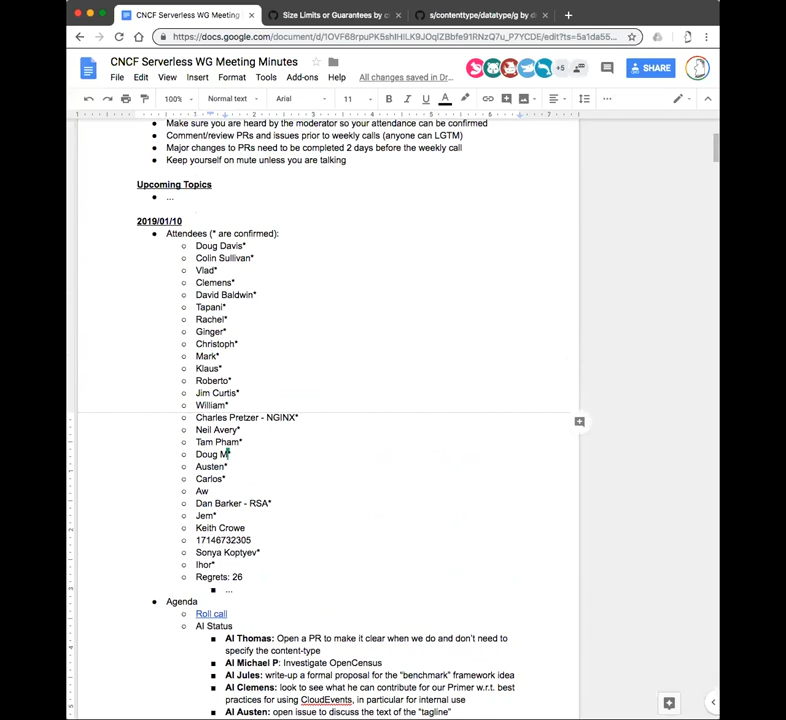 CNCF Serverless WG Meeting
Size Limits or Guarantees by c
s/contenttype/datatype/g by d
CNCF Serverless WG Meeting Minutes
File Edit View Insert Format Tools Add-ons Help All changes saved in Dr...
+5
SHARE
100% Normal text Arial 11 B I U A
Make sure you are heard by the moderator so your attendance can be confirmed
Comment/review PRs and issues prior to weekly calls (anyone can LGTM)
Major changes to PRs need to be completed 2 days before the weekly call
Keep yourself on mute unless you are talking
Upcoming Topics
...
2019/01/10
Attendees (* are confirmed):
Doug Davis*
Colin Sullivan*
Vlad*
Clemens*
David Baldwin*
Tapani*
Rachel*
Ginger*
Christoph*
Mark*
Klaus*
Roberto*
Jim Curtis*
William*
Charles Pretzer - NGINX*
Neil Avery*
Tam Pham*
Doug M*
Austen*
Carlos*
Aw
Dan Barker - RSA*
Jem*
Keith Crowe
17146732305
Sonya Koptyev*
Ihor*
Regrets: 26
...
Agenda
Roll call
AI Status
AI Thomas: Open a PR to make it clear when we do and don't need to
specify the content-type
AI Michael P: Investigate OpenCensus
AI Jules: write-up a formal proposal for the "benchmark" framework idea
AI Clemens: look to see what he can contribute for our Primer w.r.t. best
practices for using CloudEvents, in particular for internal use
AI Austen: open issue to discuss the text of the "tagline"